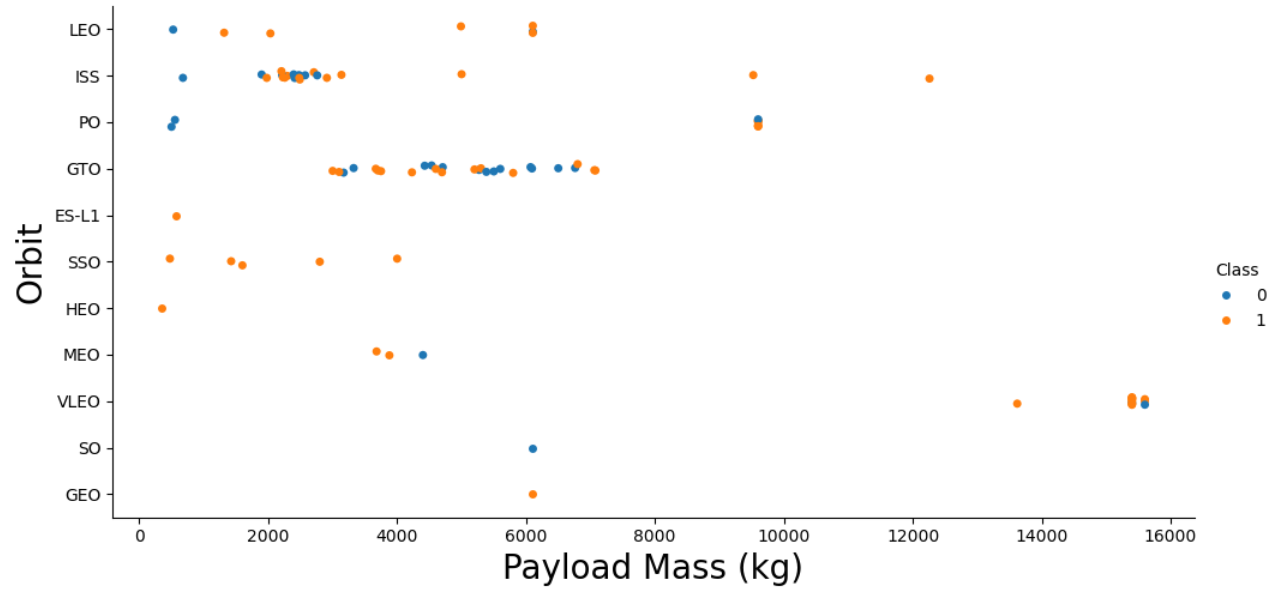 Orbit
LEO
ISS
PO
GTO
ES-L1
SSO
HEO
MEO
VLEO
SO
GEO
0 2000 4000 6000 8000 10000 12000 14000 16000
Payload Mass (kg)
Class
0
1